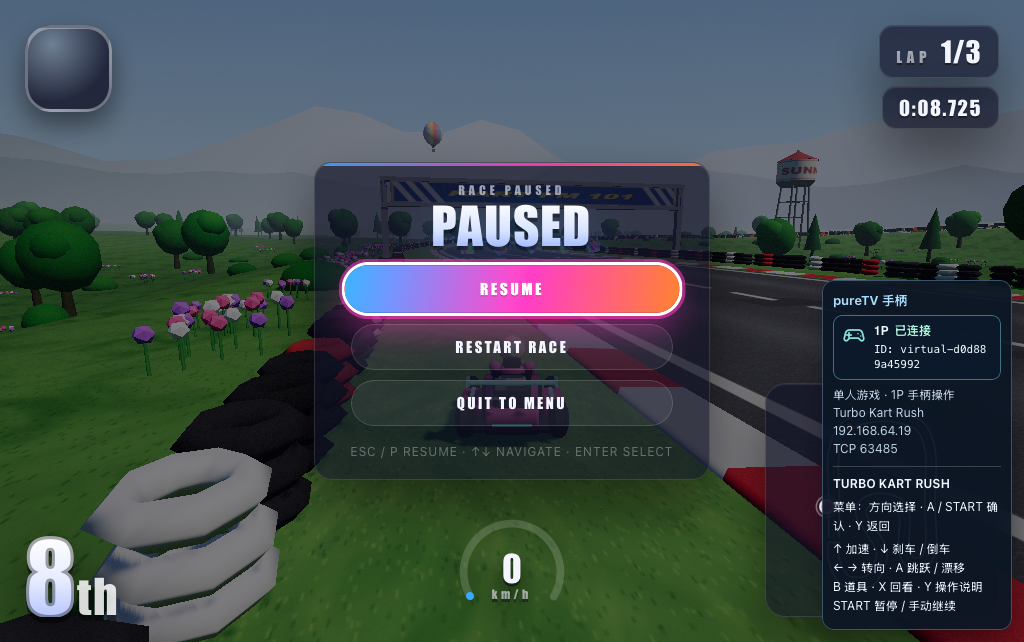 LAP 1/3
0:08.725
SUNN
RACE PAUSED
PAUSED
RESUME
RESTART RACE
QUIT TO MENU
ESC / P RESUME · ↑↓ NAVIGATE · ENTER SELECT
8th
0
km/h
pureTV 手柄
1P 已连接
ID: virtual-d0d88
9a45992
单人游戏 · 1P 手柄操作
Turbo Kart Rush
192.168.64.19
TCP 63485
TURBO KART RUSH
菜单：方向选择 · A / START 确
认 · Y 返回
↑ 加速 · ↓ 刹车 / 倒车
← → 转向 · A 跳跃 / 漂移
B 道具 · X 回看 · Y 操作说明
START 暂停 / 手动继续